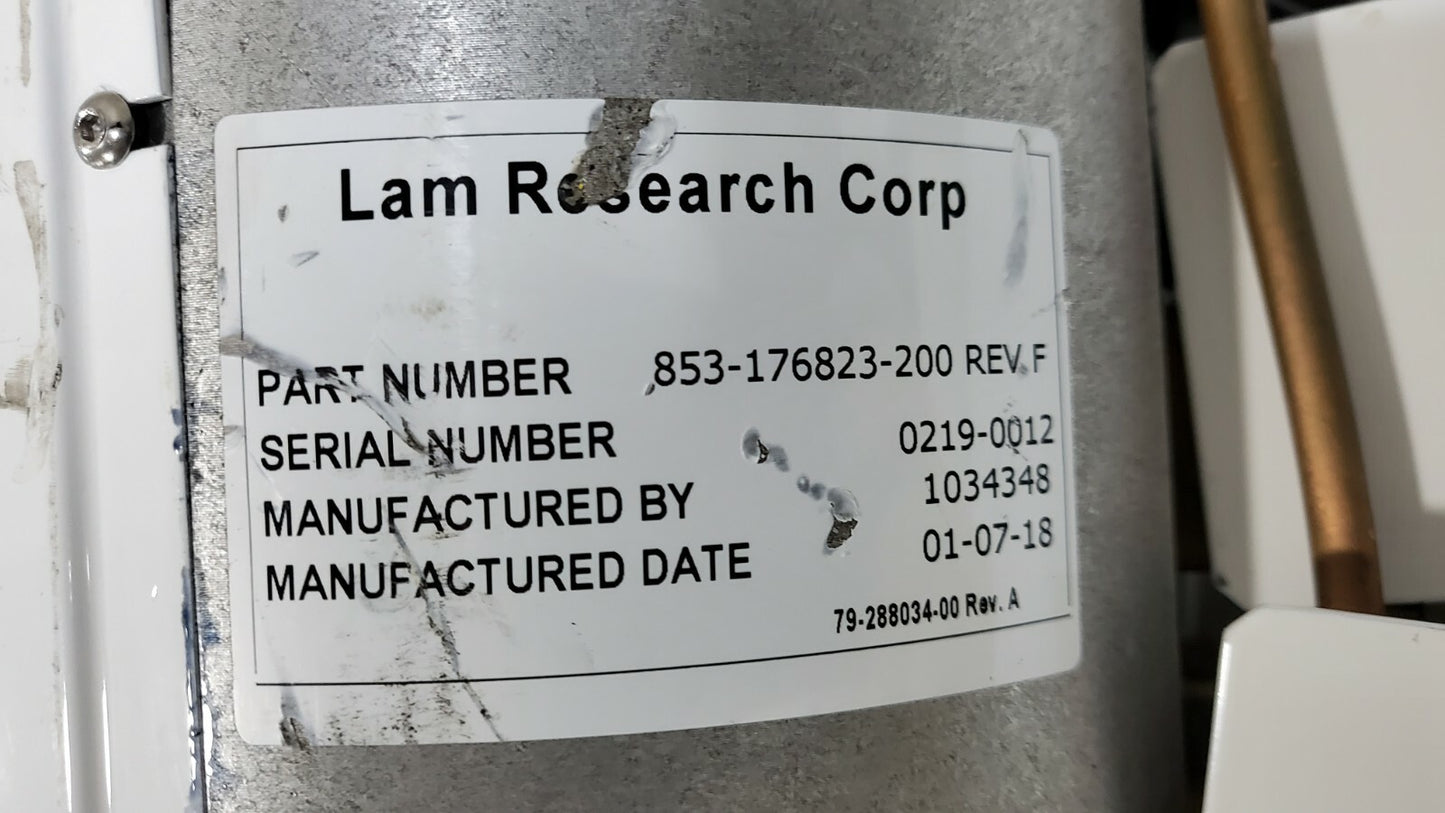 Lam Research Corp
PART NUMBER 853-176823-200 REV.F
SERIAL NUMBER 0219-0012
MANUFACTURED BY 1034348
MANUFACTURED DATE 01-07-18
79-288034-00 Rev. A